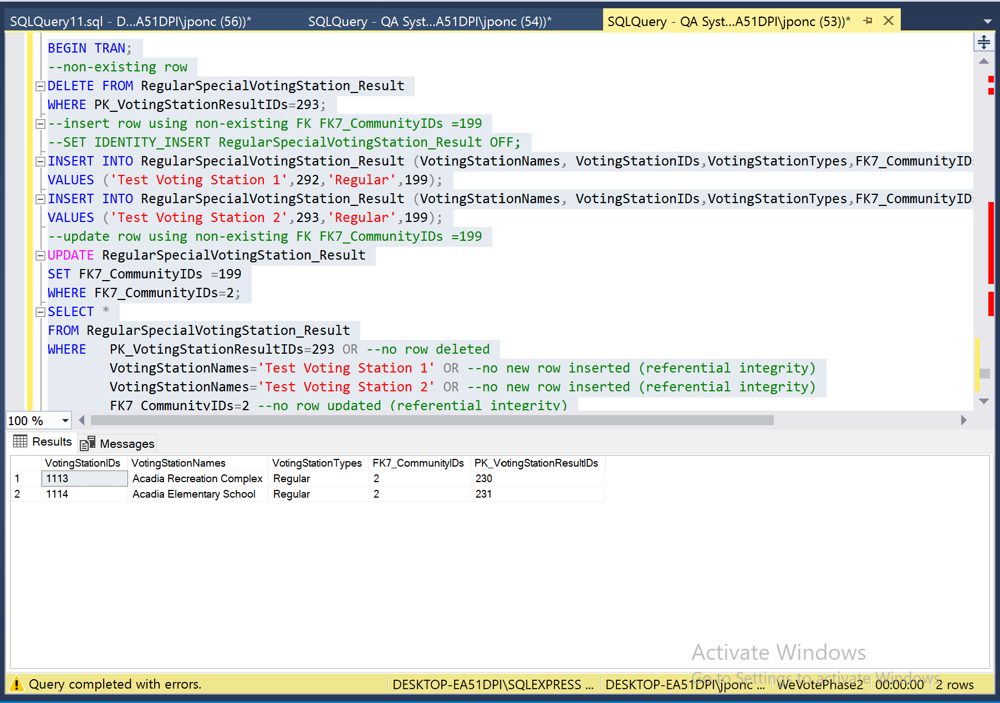 SQLQuery11.sql - D...A51DPI\jponc (56))*
SQLQuery - QA Syst...A51DPI\jponc (54))*
SQLQuery - QA Syst...A51DPI\jponc (53))*
BEGIN TRAN;
--non-existing row
DELETE FROM RegularSpecialVotingStation_Result
WHERE PK_VotingStationResultIDs=293;
--insert row using non-existing FK FK7_CommunityIDs =199
--SET IDENTITY_INSERT RegularSpecialVotingStation_Result OFF;
INSERT INTO RegularSpecialVotingStation_Result (VotingStationNames, VotingStationIDs,VotingStationTypes,FK7_CommunityIDs
VALUES ('Test Voting Station 1',292,'Regular',199);
INSERT INTO RegularSpecialVotingStation_Result (VotingStationNames, VotingStationIDs,VotingStationTypes,FK7_CommunityIDs
VALUES ('Test Voting Station 2',293,'Regular',199);
--update row using non-existing FK FK7_CommunityIDs =199
UPDATE RegularSpecialVotingStation_Result
SET FK7_CommunityIDs =199
WHERE FK7_CommunityIDs=2;
SELECT *
FROM RegularSpecialVotingStation_Result
WHERE PK_VotingStationResultIDs=293 OR --no row deleted
VotingStationNames='Test Voting Station 1' OR --no new row inserted (referential integrity)
VotingStationNames='Test Voting Station 2' OR --no new row inserted (referential integrity)
FK7_CommunityIDs=2 --no row updated (referential integrity)
100 %
Results Messages
VotingStationIDs VotingStationNames VotingStationTypes FK7_CommunityIDs PK_VotingStationResultIDs
1 1113 Acadia Recreation Complex Regular 2 230
2 1114 Acadia Elementary School Regular 2 231
Activate Windows
Go to Settings to activate Windows.
Query completed with errors. DESKTOP-EA51DPI\SQLEXPRESS ... DESKTOP-EA51DPI\jponc ... WeVotePhase2 00:00:00 2 rows